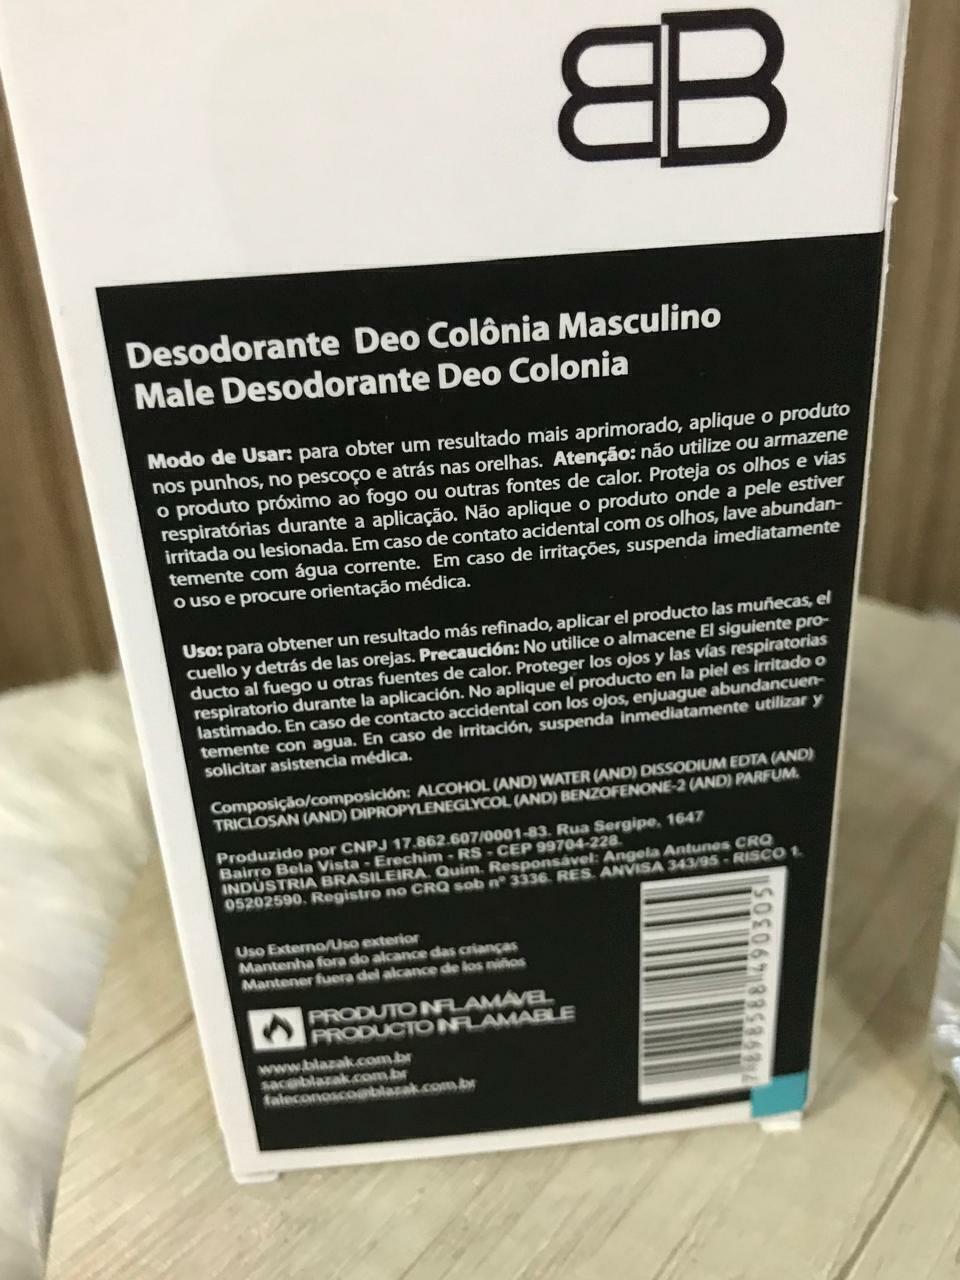 BB
Desodorante Deo Colônia Masculino
Male Desodorante Deo Colonia
Modo de Usar: para obter um resultado mais aprimorado, aplique o produto
nos punhos, no pescoço e atrás nas orelhas. Atenção: não utilize ou armazene
o produto próximo ao fogo ou outras fontes de calor. Proteja os olhos e vias
respiratórias durante a aplicação. Não aplique o produto onde a pele estiver
irritada ou lesionada. Em caso de contato acidental com os olhos, lave abundan-
temente com água corrente. Em caso de irritações, suspenda imediatamente
o uso e procure orientação médica.
Uso: para obtener un resultado más refinado, aplicar el producto las muñecas, el
cuello y detrás de las orejas. Precaución: No utilice o almacene El siguiente pro-
ducto al fuego u otras fuentes de calor. Proteger los ojos y las vías respiratorias
respiratorio durante la aplicación. No aplique el producto en la piel es irritado o
lastimado. En caso de contacto accidental con los ojos, enjuague abundancuen-
temente con agua. En caso de irritación, suspenda inmediatamente utilizar y
solicitar asistencia médica.
Composição/composición: ALCOHOL (AND) WATER (AND) DISSODIUM EDTA (AND)
TRICLOSAN (AND) DIPROPYLENEGLYCOL (AND) BENZOFENONE-2 (AND) PARFUM.
Produzido por CNPJ 17.862.607/0001-83. Rua Sergipe, 1647
Bairro Bela Vista - Erechim - RS - CEP 99704-228.
INDÚSTRIA BRASILEIRA. Quim. Responsável: Angela Antunes CRQ
05202590. Registro no CRQ sob nº 3336. RES. ANVISA 343/95 - RISCO 1.
Uso Externo/Uso exterior
Mantenha fora do alcance das crianças
Mantener fuera del alcance de los niños
PRODUTO INFLAMÁVEL
PRODUCTO INFLAMABLE
www.blazak.com.br
sac@blazak.com.br
faleconosco@blazak.com.br
7 898588 490305